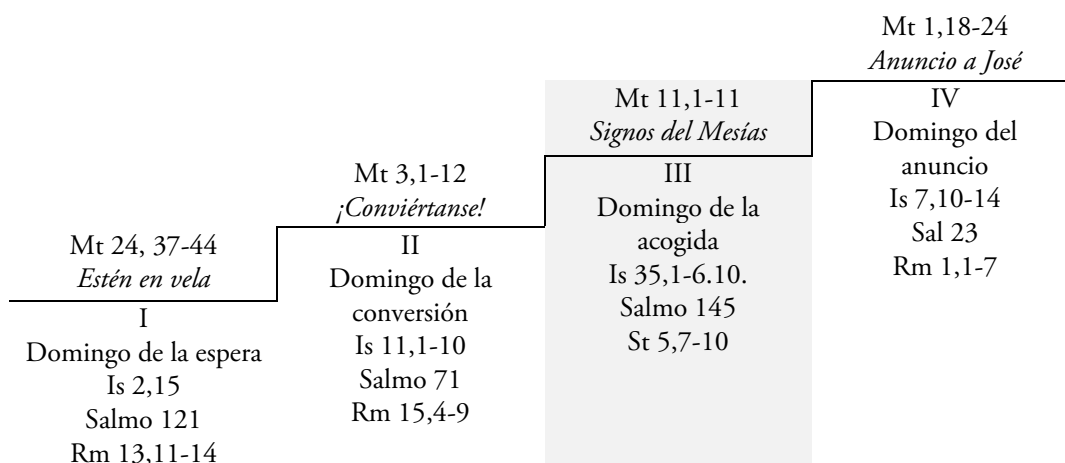 Mt 24, 37-44
Estén en vela
I
Domingo de la espera
Is 2,15
Salmo 121
Rm 13,11-14
Mt 3,1-12
¡Conviértanse!
II
Domingo de la
conversión
Is 11,1-10
Salmo 71
Rm 15,4-9
Mt 11,1-11
Signos del Mesías
III
Domingo de la
acogida
Is 35,1-6.10.
Salmo 145
St 5,7-10
Mt 1,18-24
Anuncio a José
IV
Domingo del
anuncio
Is 7,10-14
Sal 23
Rm 1,1-7